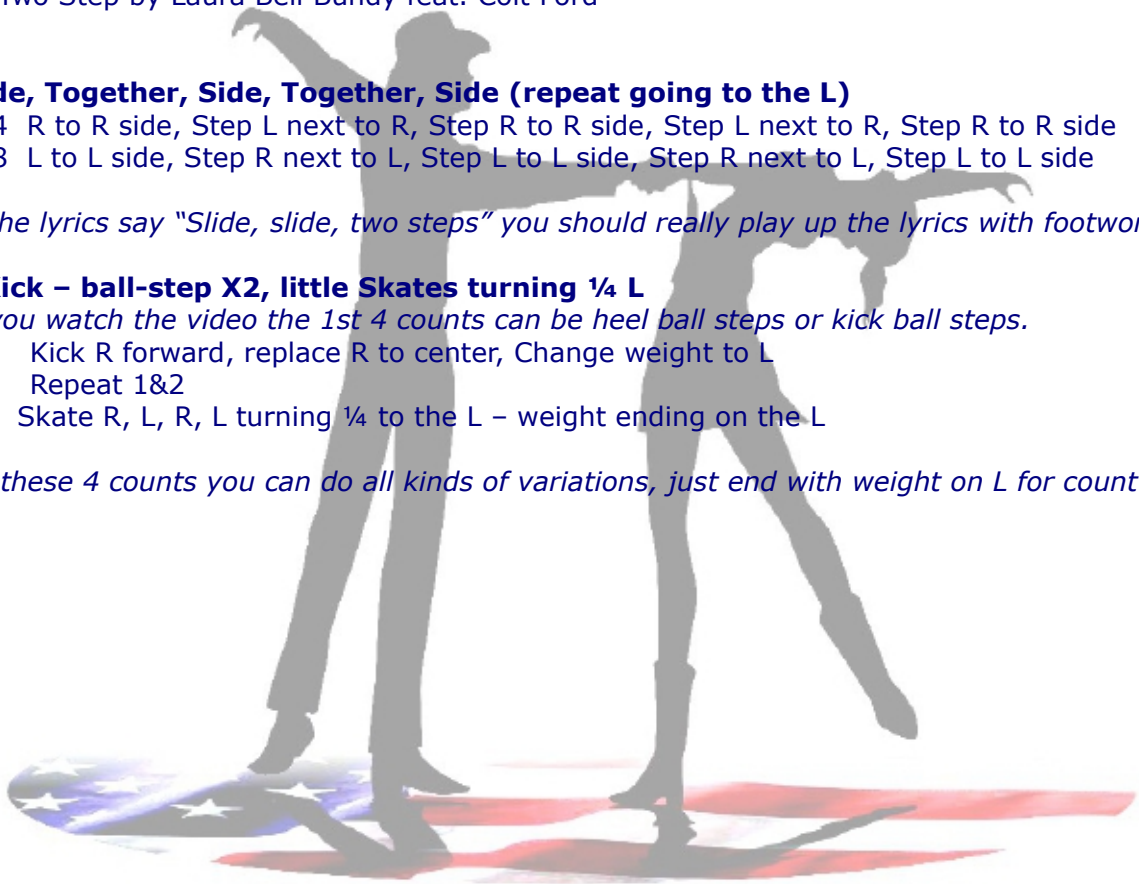 Two Step by Laura Bell Bundy feat. Colt Ford
de, Together, Side, Together, Side (repeat going to the L)
4 R to R side, Step L next to R, Step R to R side, Step L next to R, Step R to R side
L to L side, Step R next to L, Step L to L side, Step R next to L, Step L to L side
he lyrics say “Slide, slide, two steps” you should really play up the lyrics with footwor
ick – ball-step X2, little Skates turning ¼ L
you watch the video the 1st 4 counts can be heel ball steps or kick ball steps.
Kick R forward, replace R to center, Change weight to L
Repeat 1&2
Skate R, L, R, L turning ¼ to the L – weight ending on the L
these 4 counts you can do all kinds of variations, just end with weight on L for count